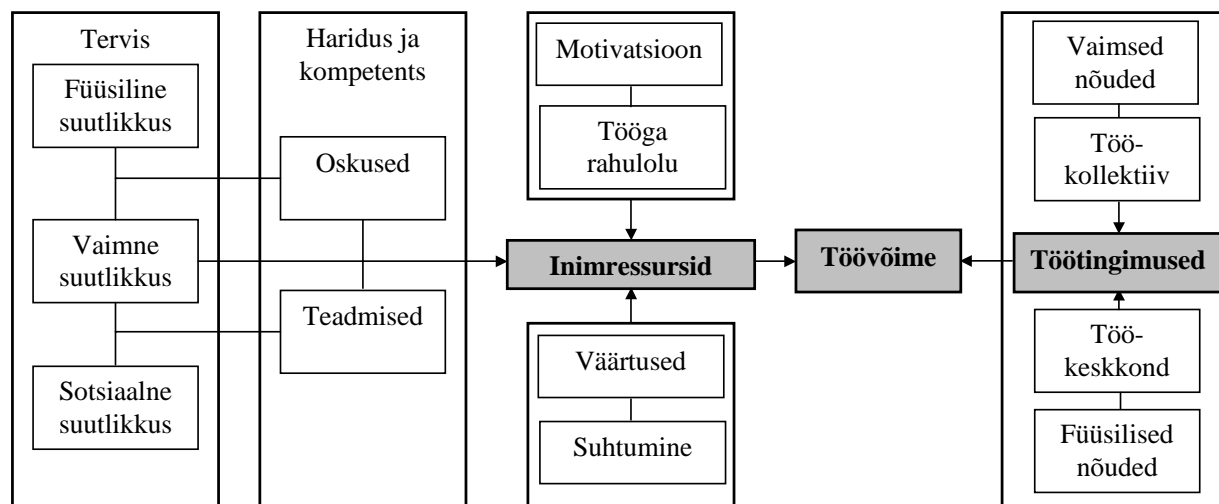 Tervis
Füüsiline
suutlikkus
Vaimne
suutlikkus
Sotsiaalne
suutlikkus
Haridus ja
kompetents
Oskused
Teadmised
Motivatsioon
Tööga
rahulolu
Inimressursid
Väärtused
Suhtumine
Töövõime
Vaimsed
nõuded
Töö-
kollektiiv
Töötingimused
Töö-
keskkond
Füüsilised
nõuded